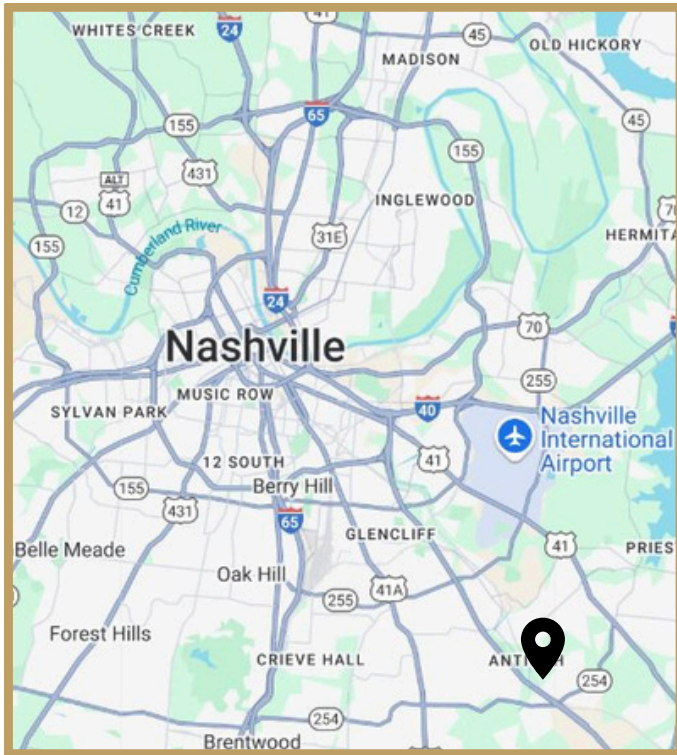 WHITES CREEK
41
24
45
OLD HICKORY
MADISON
65
155
45
155
431
ALT
41
INGLEWOOD
12
31E
HERMITA
155
Cumberland River
24
70
Nashville
255
MUSIC ROW
SYLVAN PARK
40
Nashville
International
Airport
12 SOUTH
41
155
Berry Hill
431
65
GLENCLIFF
41
Belle Meade
PRIES
Oak Hill
41A
255
Forest Hills
CRIEVE HALL
254
254
Brentwood